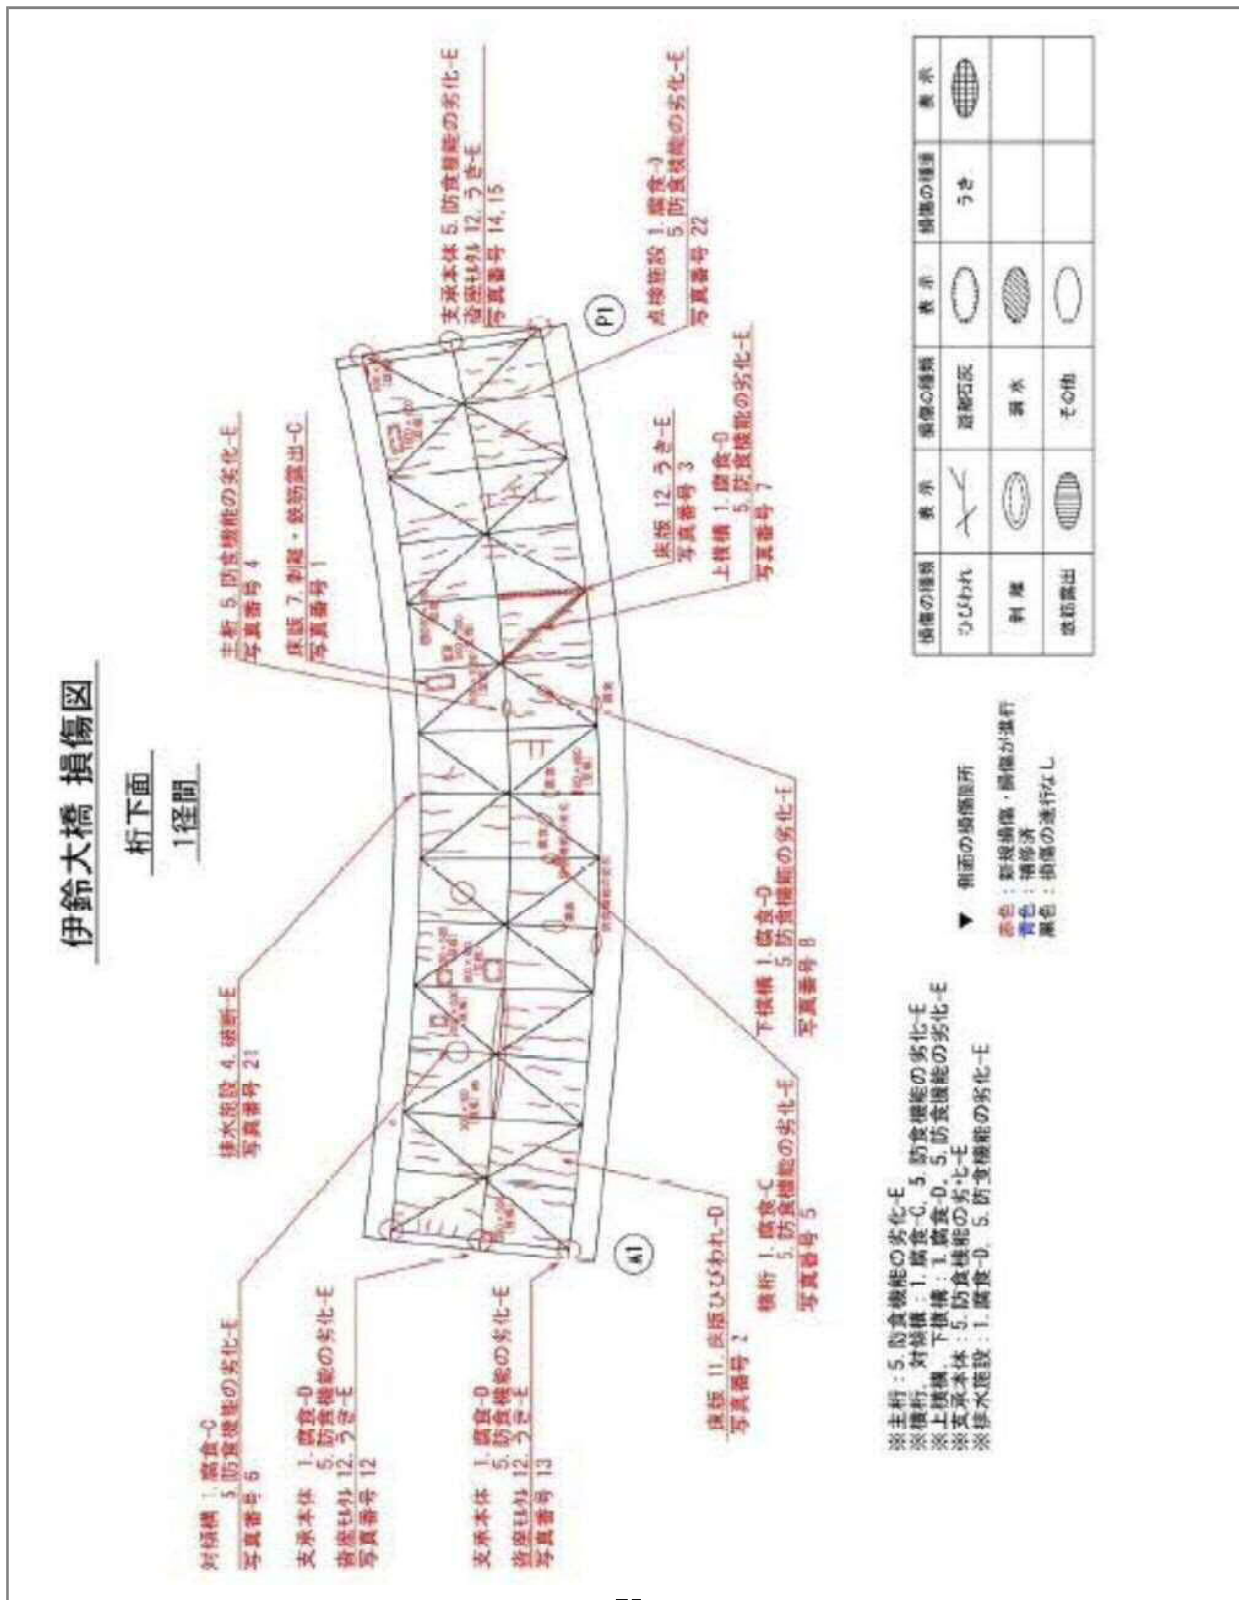 伊鈴大橋 損傷図
桁下面
1径間
対傾構 1. 腐食-C
5. 防食機能の劣化-E
写真番号 6
支承本体 1. 腐食-D
5. 防食機能の劣化-E
沓座モルタル 12. うき-E
写真番号 12
支承本体 1. 腐食-D
5. 防食機能の劣化-E
沓座モルタル 12. うき-E
写真番号 13
排水施設 4. 破断-E
写真番号 21
主桁 5. 防食機能の劣化-E
写真番号 4
床版 7. 剥離・鉄筋露出-C
写真番号 1
支承本体 5. 防食機能の劣化-E
沓座モルタル 12. うき-E
写真番号 14, 15
点検施設 1. 腐食-D
5. 防食機能の劣化-E
写真番号 22
床版 12. うき-E
写真番号 3
上横構 1. 腐食-D
5. 防食機能の劣化-E
写真番号 7
下横構 1. 腐食-D
5. 防食機能の劣化-E
写真番号 8
横桁 1. 腐食-C
5. 防食機能の劣化-E
写真番号 5
床版 11. 床版ひびわれ-D
写真番号 2
A1
P1
※主桁：5. 防食機能の劣化-E
※横桁、対傾構：1. 腐食-C、5. 防食機能の劣化-E
※上横構、下横構：1. 腐食-D、5. 防食機能の劣化-E
※支承本体：5. 防食機能の劣化-E
※排水施設：1. 腐食-D、5. 防食機能の劣化-E
▼ 側面の損傷箇所
赤色：新規損傷・損傷が進行
青色：補修済
黒色：損傷の進行なし
損傷の種類 表示 損傷の種類 表示 損傷の種類 表示
ひびわれ 遊離石灰 うき
剥離 漏水
鉄筋露出 その他